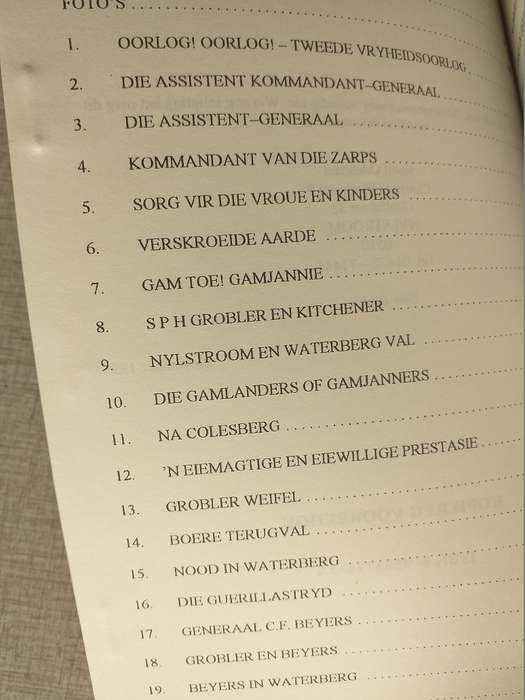 FOTO'S
1. OORLOG! OORLOG! – TWEEDE VRYHEIDSOORLOG
2. DIE ASSISTENT KOMMANDANT–GENERAAL
3. DIE ASSISTENT–GENERAAL
4. KOMMANDANT VAN DIE ZARPS
5. SORG VIR DIE VROUE EN KINDERS
6. VERSKROEIDE AARDE
7. GAM TOE! GAMJANNIE
8. S P H GROBLER EN KITCHENER
9. NYLSTROOM EN WATERBERG VAL
10. DIE GAMLANDERS OF GAMJANNERS
11. NA COLESBERG
12. 'N EIEMAGTIGE EN EIEWILLIGE PRESTASIE
13. GROBLER WEIFEL
14. BOERE TERUGVAL
15. NOOD IN WATERBERG
16. DIE GUERILLASTRYD
17. GENERAAL C.F. BEYERS
18. GROBLER EN BEYERS
19. BEYERS IN WATERBERG